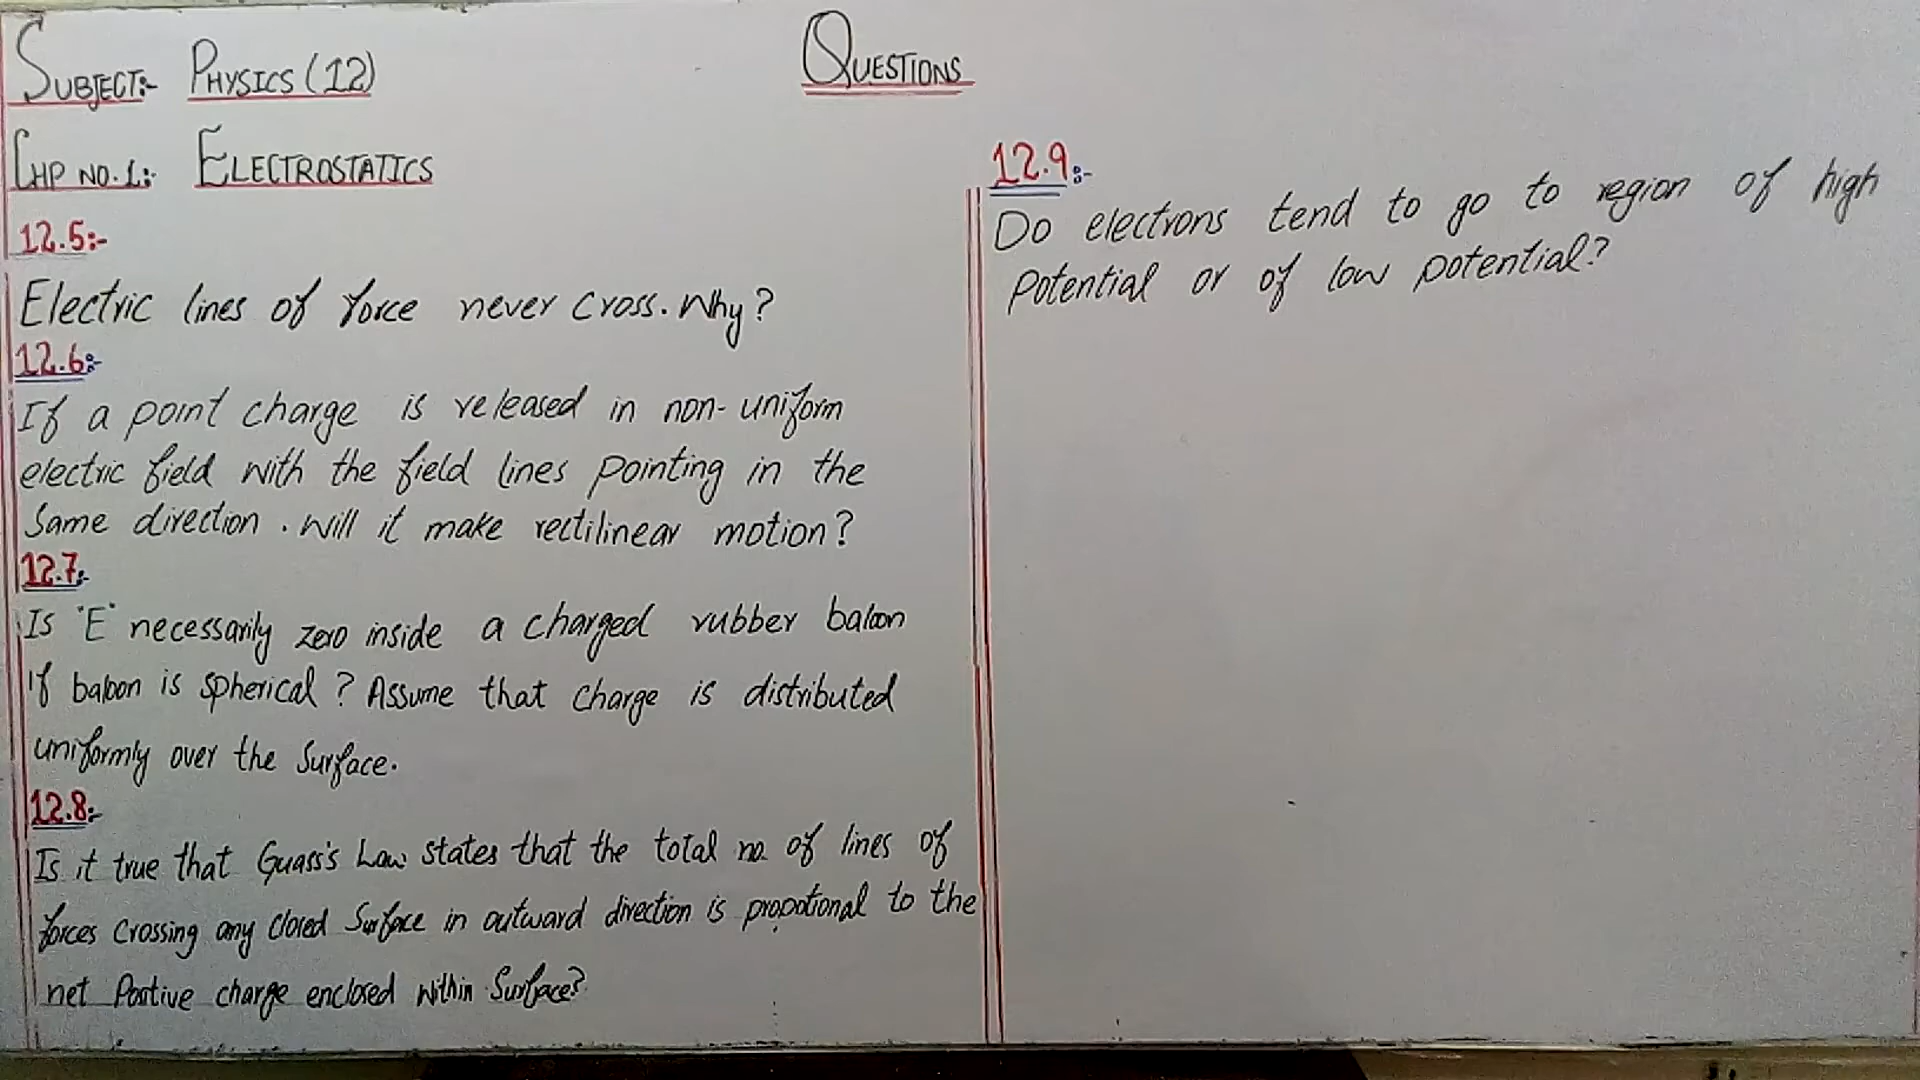 SUBJECT:- PHYSICS (12)
QUESTIONS
CHP NO. 1:- ELECTROSTATICS
12.5:-
Electric lines of force never cross. Why?
12.6:-
If a point charge is released in non-uniform
electric field with the field lines pointing in the
Same direction. Will it make rectilinear motion?
12.7:-
Is "E" necessarily zero inside a charged rubber baloon
if baloon is spherical? Assume that charge is distributed
uniformly over the Surface.
12.8:-
Is it true that Guass's Law states that the total no. of lines of
forces crossing any closed Surface in outward direction is propotional to the
net Postive charge enclosed within Surface?
12.9:-
Do electrons tend to go to region of high
Potential or of low potential?